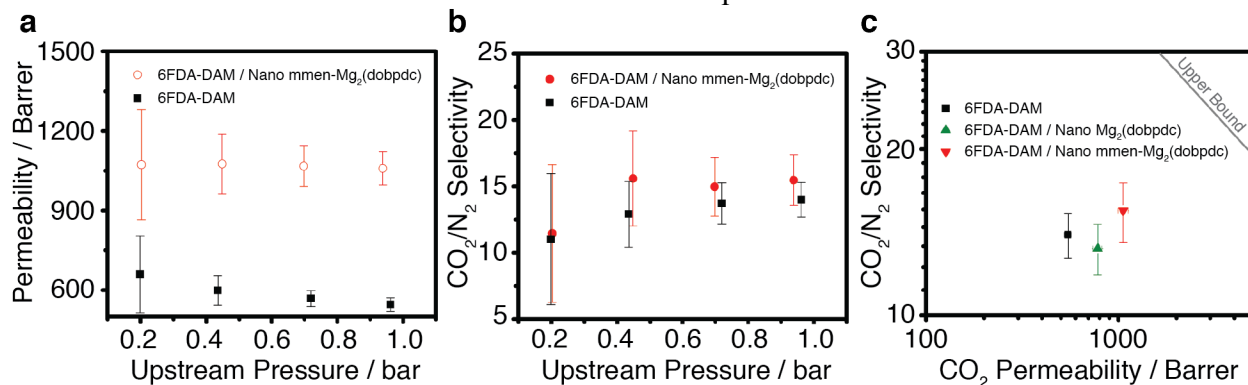 a
1500
1200
900
600
Permeability / Barrer
6FDA-DAM / Nano mmen-Mg₂(dobpdc)
6FDA-DAM
0.2 0.4 0.6 0.8 1.0
Upstream Pressure / bar
b
25
20
15
10
5
CO₂/N₂ Selectivity
6FDA-DAM / Nano mmen-Mg₂(dobpdc)
6FDA-DAM
0.2 0.4 0.6 0.8 1.0
Upstream Pressure / bar
c
30
20
10
CO₂/N₂ Selectivity
Upper Bound
6FDA-DAM
6FDA-DAM / Nano Mg₂(dobpdc)
6FDA-DAM / Nano mmen-Mg₂(dobpdc)
100 1000
CO₂ Permeability / Barrer